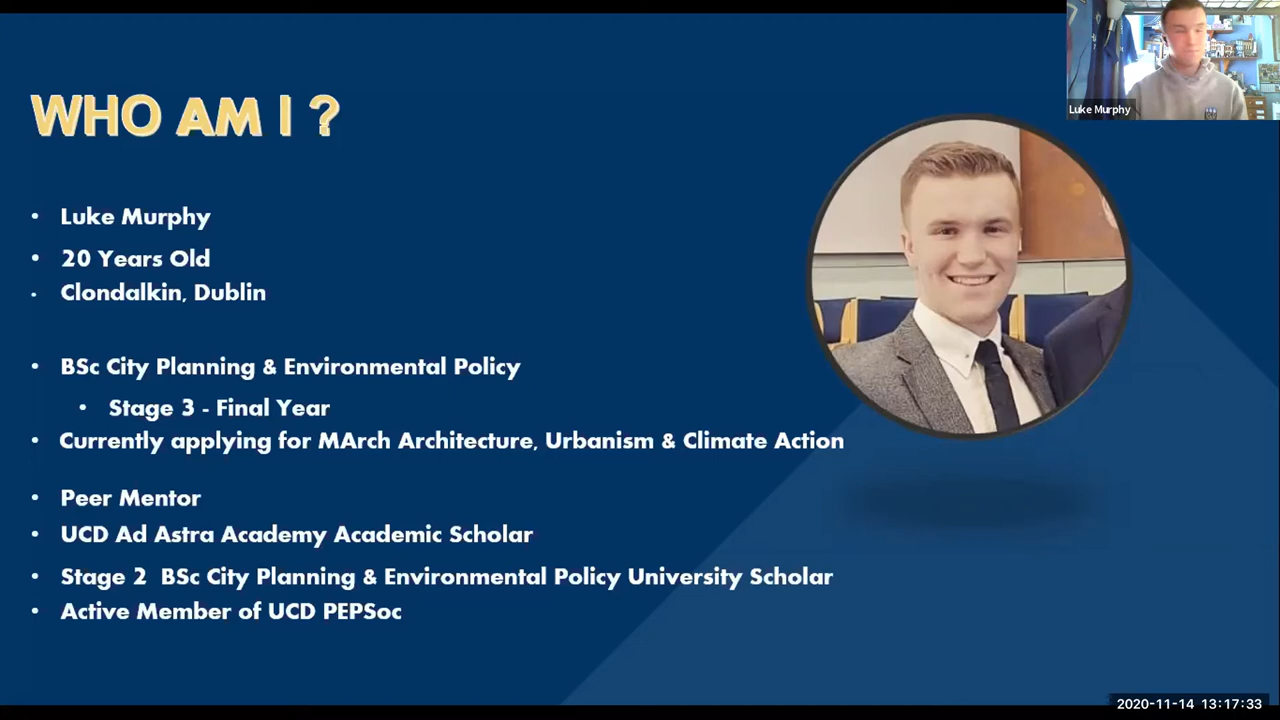 Luke Murphy
WHO AM I ?
• Luke Murphy
• 20 Years Old
• Clondalkin, Dublin
• BSc City Planning & Environmental Policy
• Stage 3 - Final Year
• Currently applying for MArch Architecture, Urbanism & Climate Action
• Peer Mentor
• UCD Ad Astra Academy Academic Scholar
• Stage 2  BSc City Planning & Environmental Policy University Scholar
• Active Member of UCD PEPSoc
2020-11-14 13:17:33